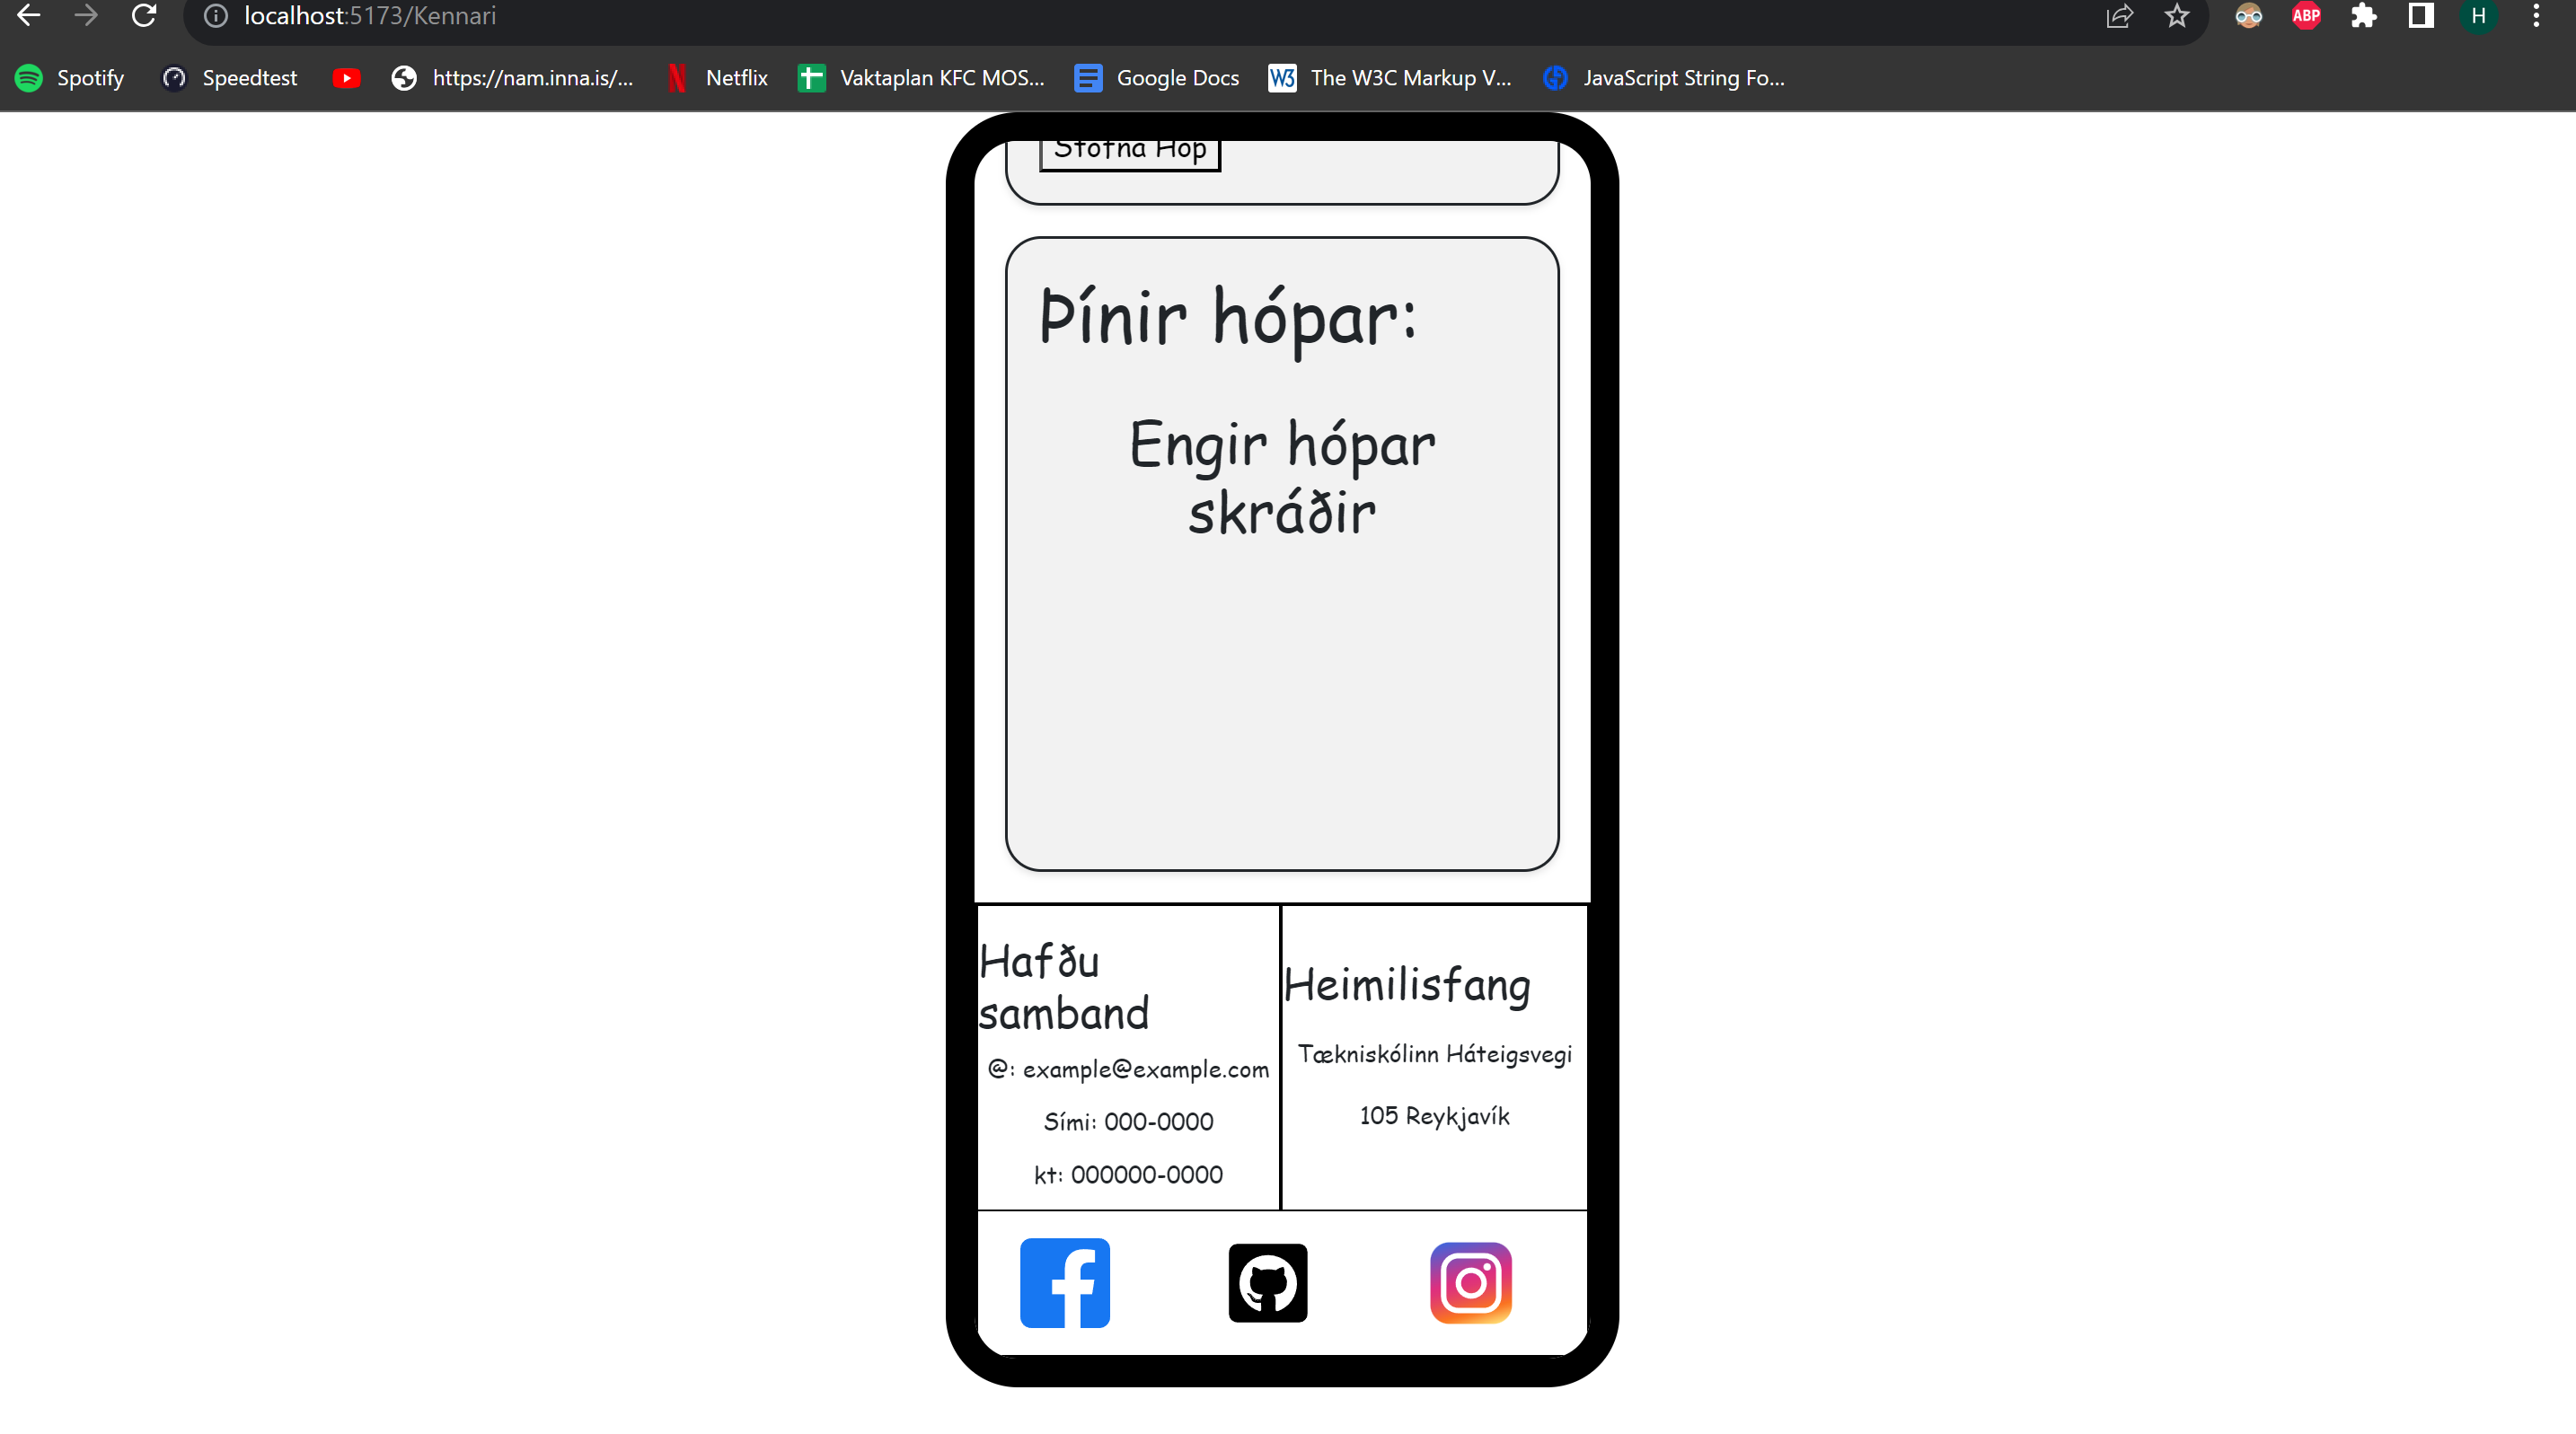 localhost:5173/Kennari
ABP
H
Spotify
Speedtest
https://nam.inna.is/...
Netflix
Vaktaplan KFC MOS...
Google Docs
W3
The W3C Markup V...
JavaScript String Fo...
Stofna Hóp
Þínir hópar:
Engir hópar
skráðir
Hafðu
samband
@: example@example.com
Sími: 000-0000
kt: 000000-0000
Heimilisfang
Tækniskólinn Háteigsvegi
105 Reykjavík